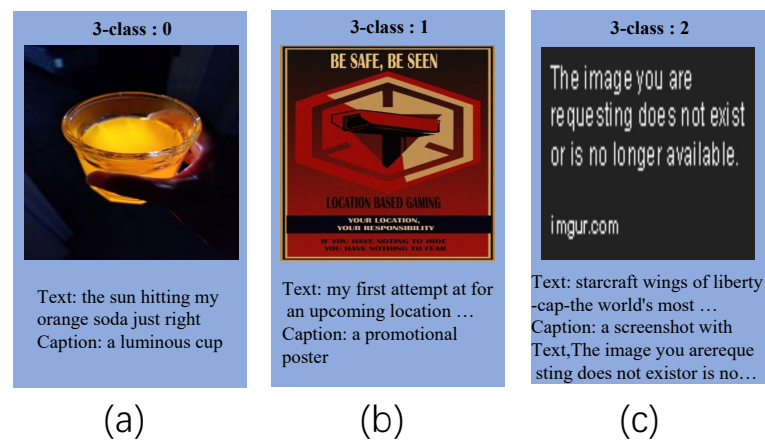 3-class : 0
Text: the sun hitting my
orange soda just right
Caption: a luminous cup
(a)
3-class : 1
BE SAFE, BE SEEN
LOCATION BASED GAMING
YOUR LOCATION,
YOUR RESPONSIBILITY
IF YOU HAVE NOTING TO HIDE
YOU HAVE NOTHING TO FEAR
Text: my first attempt at for
an upcoming location …
Caption: a promotional
poster
(b)
3-class : 2
The image you are
requesting does not exist
or is no longer available.
imgur.com
Text: starcraft wings of liberty
-cap-the world's most …
Caption: a screenshot with
Text,The image you arereque
sting does not existor is no…
(c)